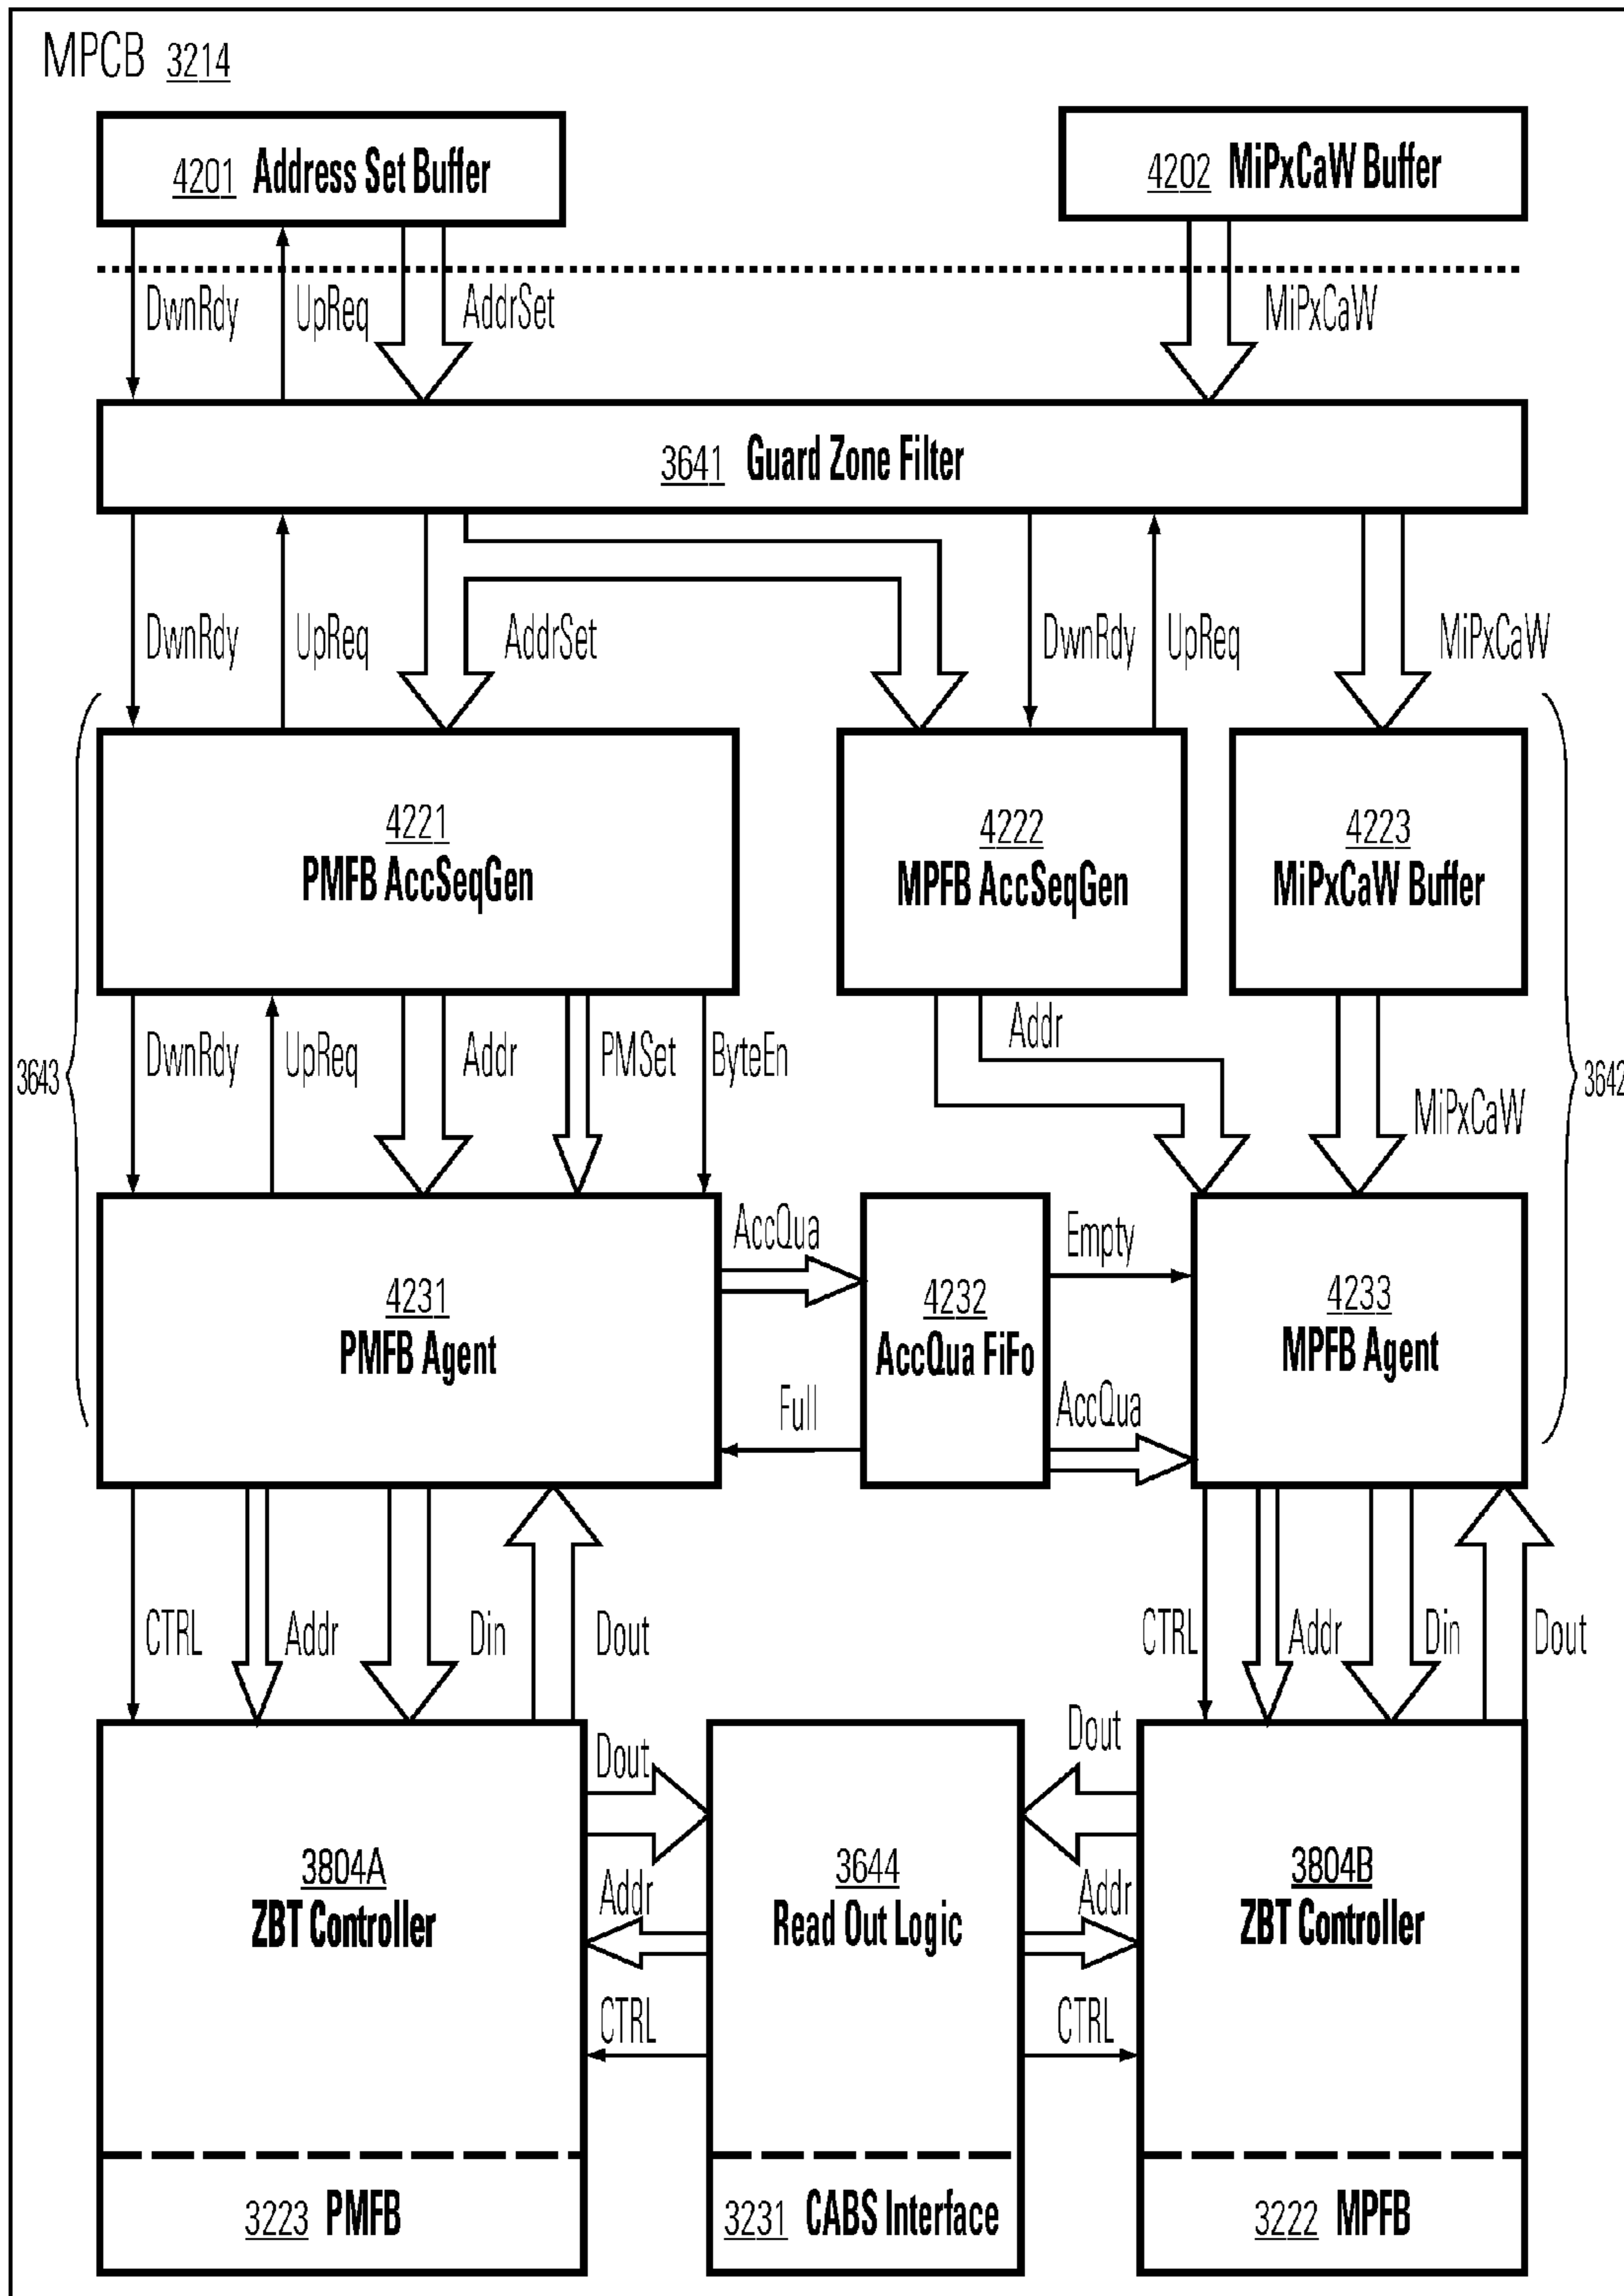 MPCB 3214
4201 Address Set Buffer
4202 MiPxCaW Buffer
DwnRdy UpReq AddrSet MiPxCaW
3641 Guard Zone Filter
DwnRdy UpReq AddrSet DwnRdy UpReq MiPxCaW
4221
PMFB AccSeqGen
4222
MPFB AccSeqGen
4223
MiPxCaW Buffer
3643
DwnRdy UpReq Addr PMSet ByteEn
Addr
MiPxCaW
3642
4231
PMFB Agent
AccQua
Full
4232
AccQua FiFo
Empty
AccQua
4233
MPFB Agent
CTRL Addr Din Dout
CTRL Addr Din Dout
3804A
ZBT Controller
Dout
Addr
CTRL
3644
Read Out Logic
Dout
Addr
CTRL
3804B
ZBT Controller
3223 PMFB
3231 CABS Interface
3222 MPFB